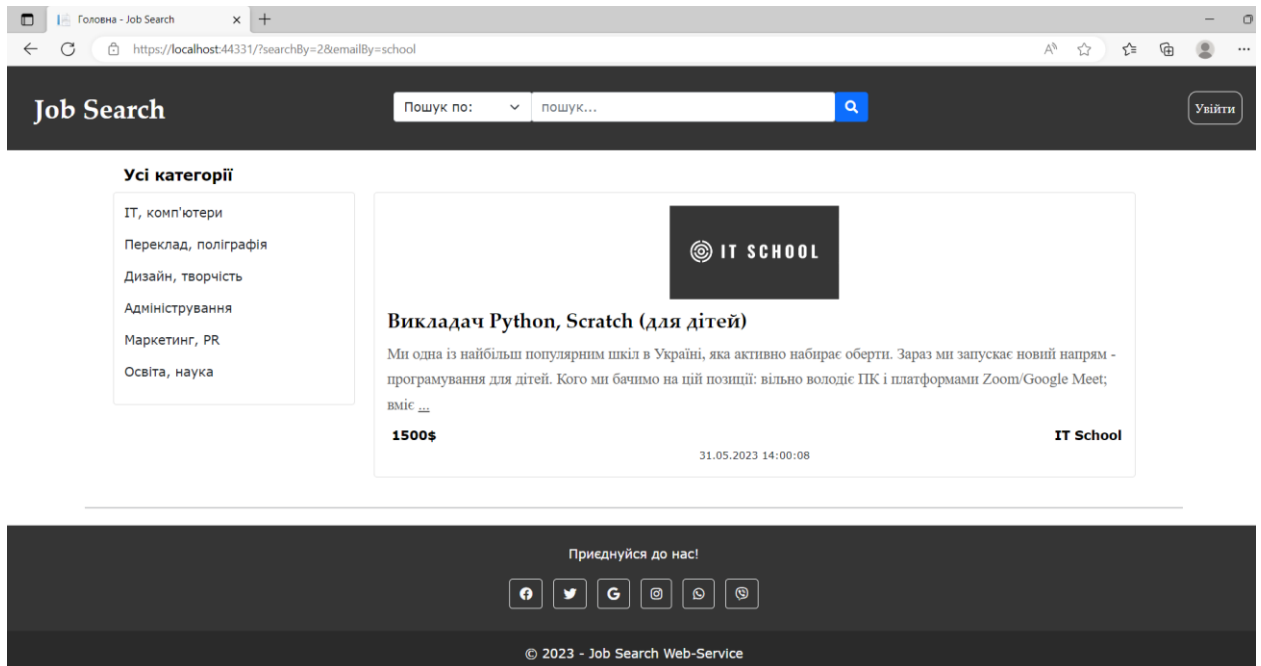 Головна - Job Search
https://localhost:44331/?searchBy=2&emailBy=school
Job Search
Пошук по:
пошук...
Увійти
Усі категорії
IT, комп'ютери
Переклад, поліграфія
Дизайн, творчість
Адміністрування
Маркетинг, PR
Освіта, наука
IT SCHOOL
Викладач Python, Scratch (для дітей)
Ми одна із найбільш популярним шкіл в Україні, яка активно набирає оберти. Зараз ми запускає новий напрям -
програмування для дітей. Кого ми бачимо на цій позиції: вільно володіє ПК і платформами Zoom/Google Meet;
вміє ...
1500$
IT School
31.05.2023 14:00:08
Приєднуйся до нас!
© 2023 - Job Search Web-Service